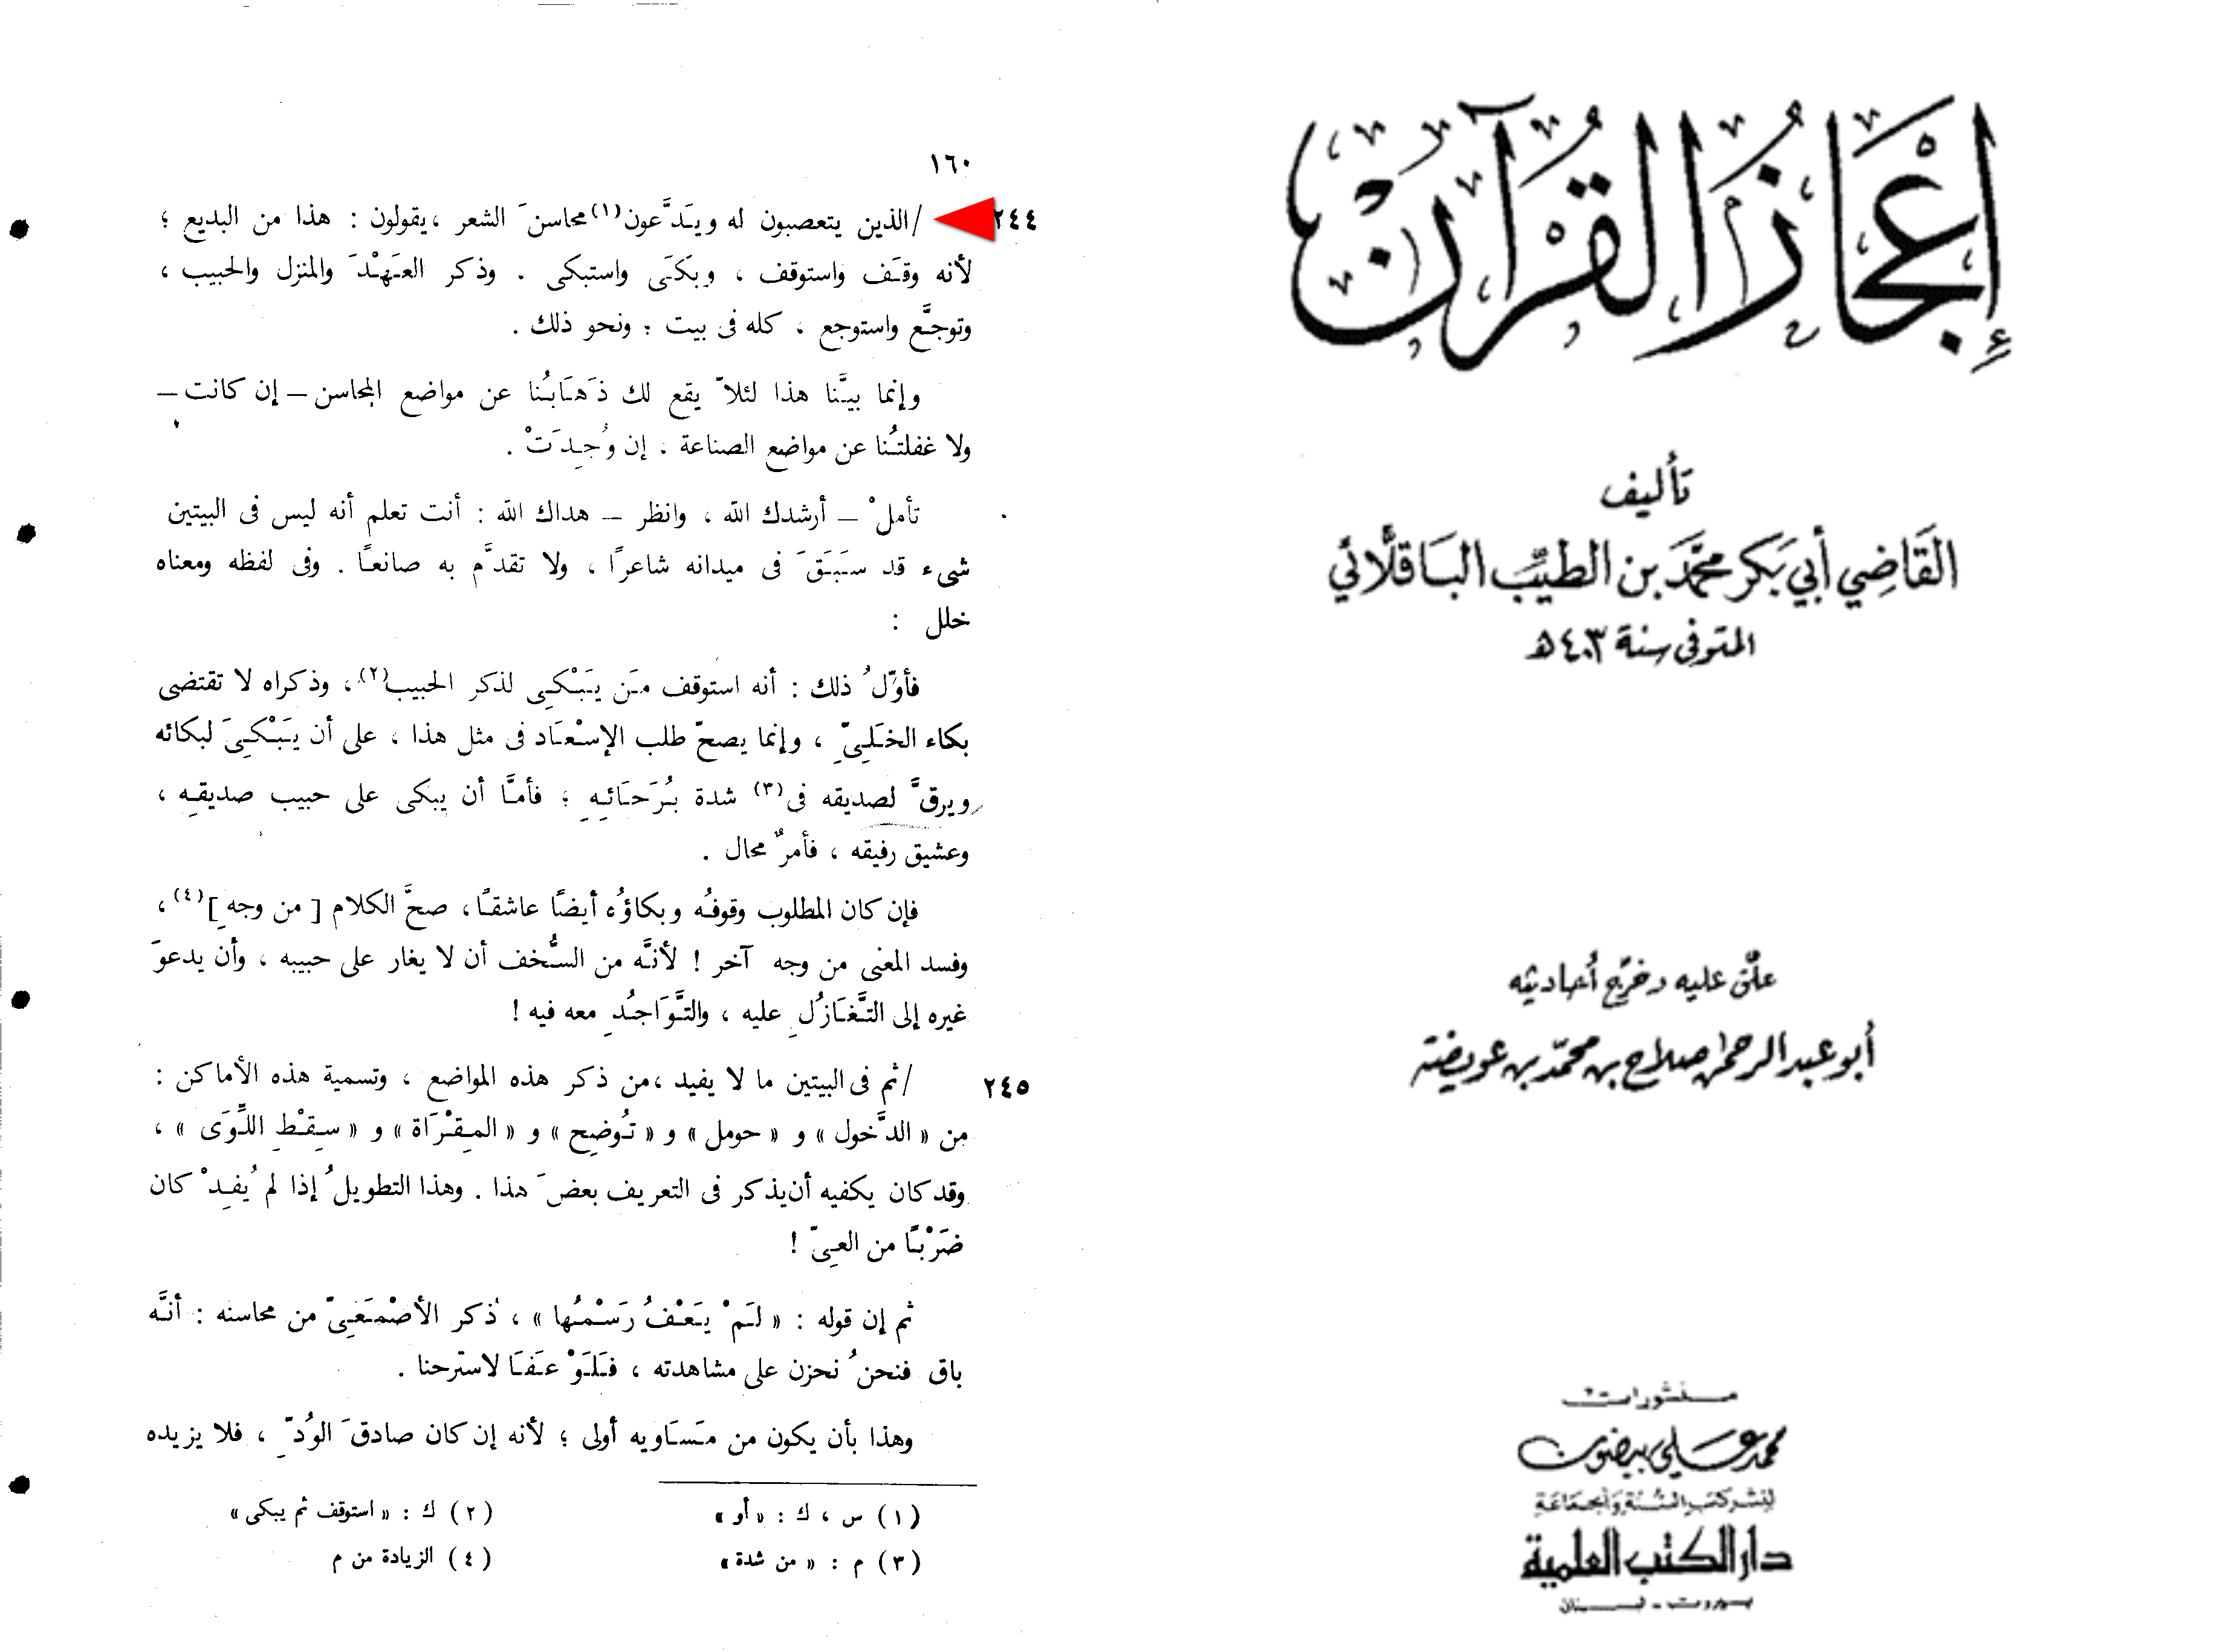 إعجاز القرآن
تأليف
القاضي أبي بكر محمد بن الطيب الباقلاني
المتوفى سنة ٤٠٣ هـ
علق عليه وخرج أحاديثه
أبو عبد الرحمن صلاح بن محمد بن عويضة
منشورات
محمد علي بيضون
لنشر كتب السنة والجماعة
دار الكتب العلمية
بيروت - لبنان
١٦٠
٢٤٤ /الذين يتعصبون له ويَدَّعون(١) محاسنَ الشعر ، يقولون : هذا من البديع ؛
لأنه وقَف واستوقف ، وبكَى واستبكى . وذكر العَهْدَ والمنزل والحبيب ،
وتوجَّع واستوجع ، كله فى بيت ؛ ونحو ذلك .
وإنما بيَّنا هذا لئلاّ يقع لك ذَهَابُنا عن مواضع المحاسن – إن كانت –
ولا غفلتُنا عن مواضع الصناعة . إن وُجِدَتْ .
تأملْ – أرشدك الله ، وانظر – هداك الله : أنت تعلم أنه ليس فى البيتين
شىء قد سَبَقَ فى ميدانه شاعرًا ، ولا تقدَّم به صانعًا . وفى لفظه ومعناه
خلل :
فأوّلُ ذلك : أنه استوقف مَن يَبْكِى لذكر الحبيب(٢) ، وذكراه لا تقتضى
بكاء الخَلِىِّ ، وإنما يصحّ طلب الإسْعَاد فى مثل هذا ، على أن يَبْكِىَ لبكائه
ويرقَّ لصديقه فى(٣) شدة بُرَحَائِهِ ؛ فأمَّا أن يبكى على حبيب صديقِه ،
وعشيق رفيقه ، فأمرٌ محال .
فإن كان المطلوب وقوفُه وبكاؤُه أيضًا عاشقًا ، صحَّ الكلام [ من وجهٍ ](٤) ،
وفسد المعنى من وجه آخر ! لأنَّه من السُّخف أن لا يغار على حبيبه ، وأن يدعوَ
غيره إلى التَّغَازُلِ عليه ، والتَّوَاجُدِ معه فيه !
٢٤٥ /ثم فى البيتين ما لا يفيد ، من ذكر هذه المواضع ، وتسمية هذه الأماكن :
من « الدَّخول » و « حومل » و « تُوضِح » و « المِقْرَاة » و « سِقْطِ اللِّوَى » ،
وقد كان يكفيه أن يذكر فى التعريف بعضَ هذا . وهذا التطويلُ إذا لم يُفِدْ كان
ضَرْبًا من العىّ !
ثم إن قوله : « لَمْ يَعْفُ رَسْمُها » ، ذكر الأصْمَعِىّ من محاسنه : أنَّه
باق فنحنُ نحزن على مشاهدته ، فَلَوْ عَفَا لاسترحنا .
وهذا بأن يكون من مَسَاويه أولى ؛ لأنه إن كان صادقَ الوُدِّ ، فلا يزيده
(١) س ، ك : « أو »
(٢) ك : « استوقف ثم يبكى »
(٣) م : « من شدة »
(٤) الزيادة من م